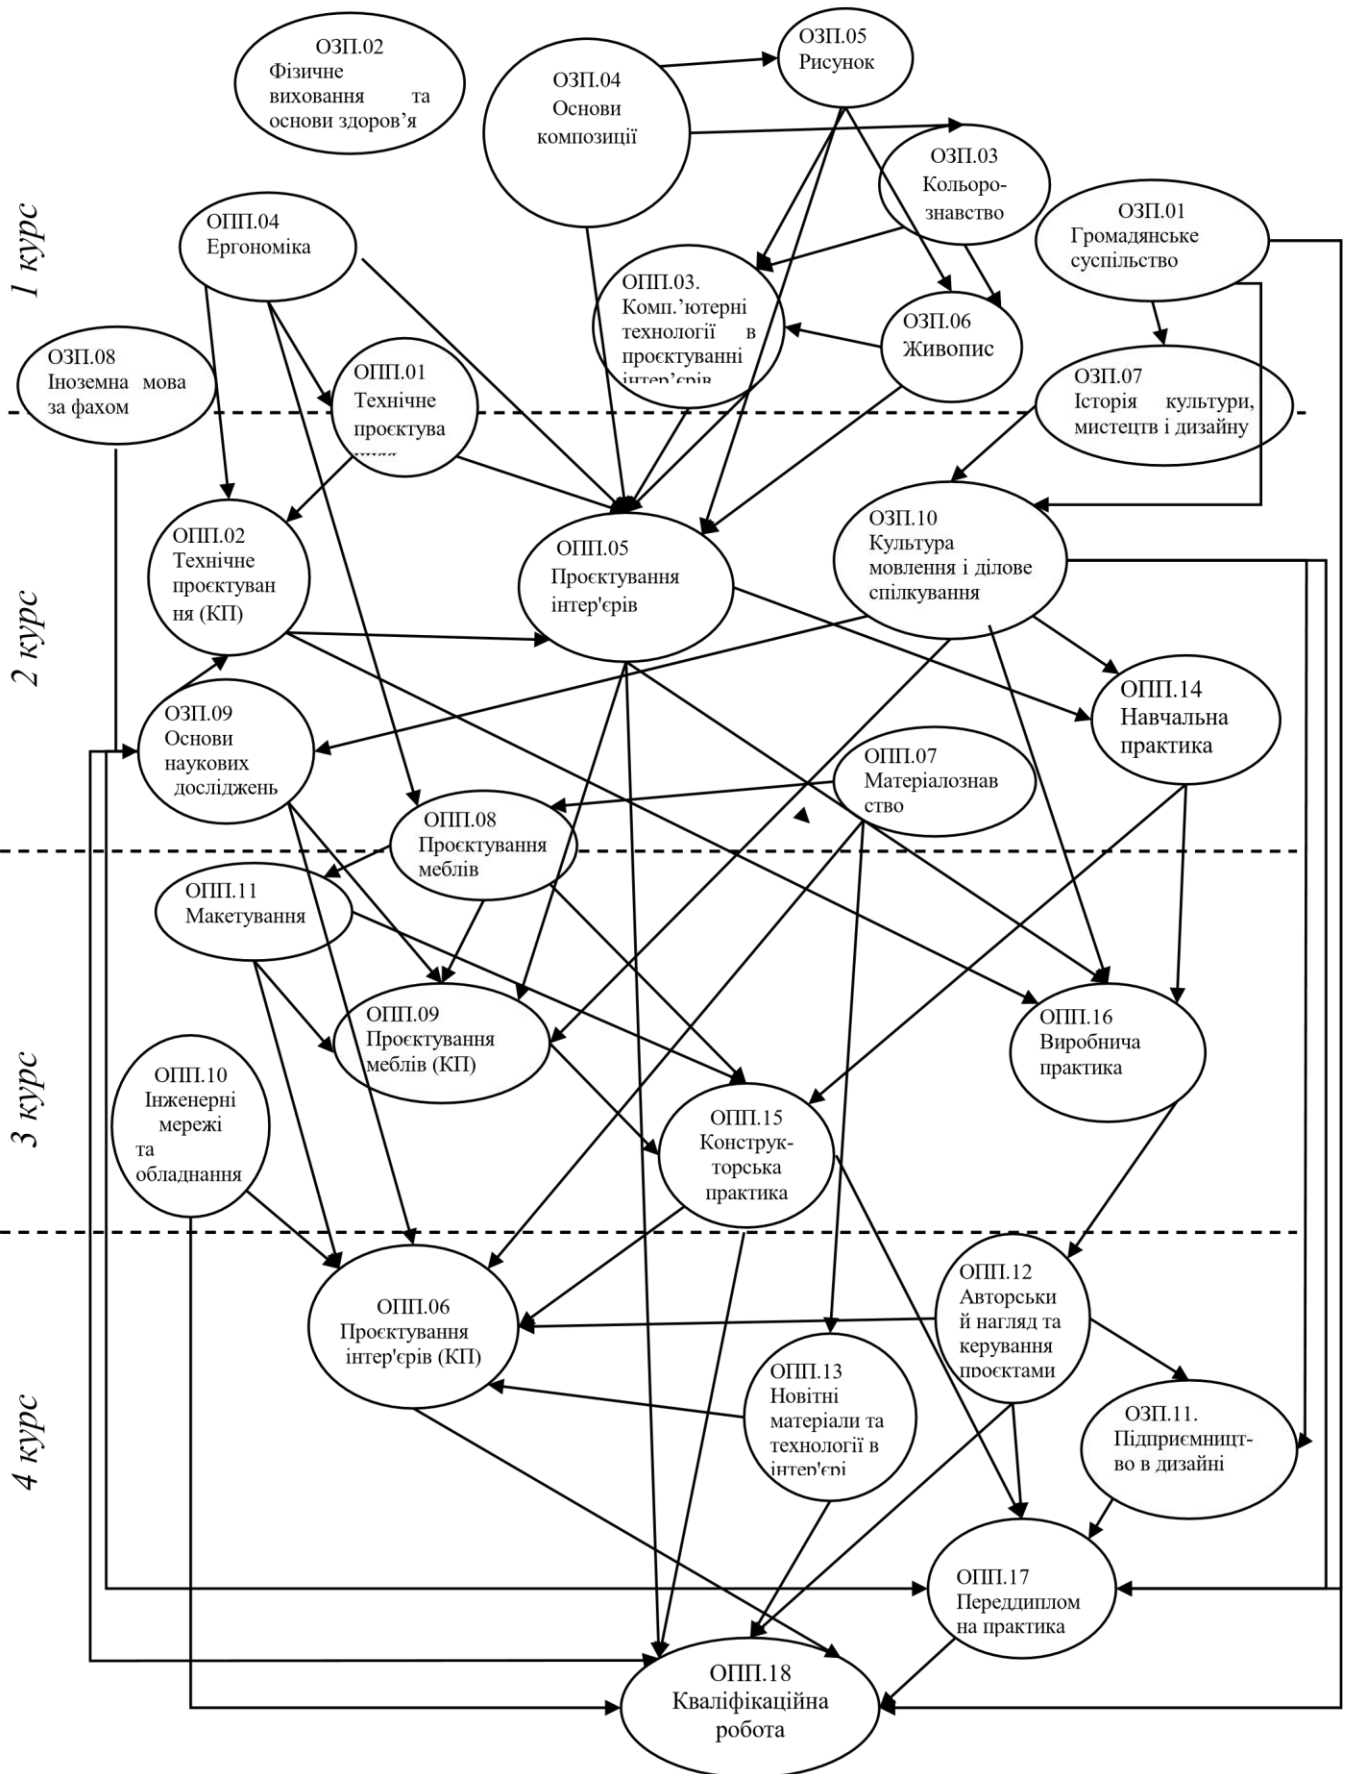 1 курс
ОЗП.02
Фізичне
виховання та
основи здоров’я
ОЗП.04
Основи
композиції
ОЗП.05
Рисунок
ОЗП.03
Кольоро-
знавство
ОЗП.01
Громадянське
суспільство
ОПП.04
Ергономіка
ОПП.03.
Комп.’ютерні
технології в
проєктуванні
інтер’єрів
ОЗП.06
Живопис
ОЗП.08
Іноземна мова
за фахом
ОПП.01
Технічне
проєктува
ння
ОЗП.07
Історія культури,
мистецтв і дизайну
2 курс
ОПП.02
Технічне
проєктуван
ня (КП)
ОПП.05
Проєктування
інтер'єрів
ОЗП.10
Культура
мовлення і ділове
спілкування
ОЗП.09
Основи
наукових
досліджень
ОПП.14
Навчальна
практика
ОПП.07
Матеріалознав
ство
ОПП.08
Проєктування
меблів
3 курс
ОПП.11
Макетування
ОПП.09
Проєктування
меблів (КП)
ОПП.16
Виробнича
практика
ОПП.10
Інженерні
мережі
та
обладнання
ОПП.15
Конструк-
торська
практика
4 курс
ОПП.06
Проєктування
інтер'єрів (КП)
ОПП.12
Авторськи
й нагляд та
керування
проєктами
ОПП.13
Новітні
матеріали та
технології в
інтер'єрі
ОЗП.11.
Підприємницт-
во в дизайні
ОПП.17
Переддиплом
на практика
ОПП.18
Кваліфікаційна
робота